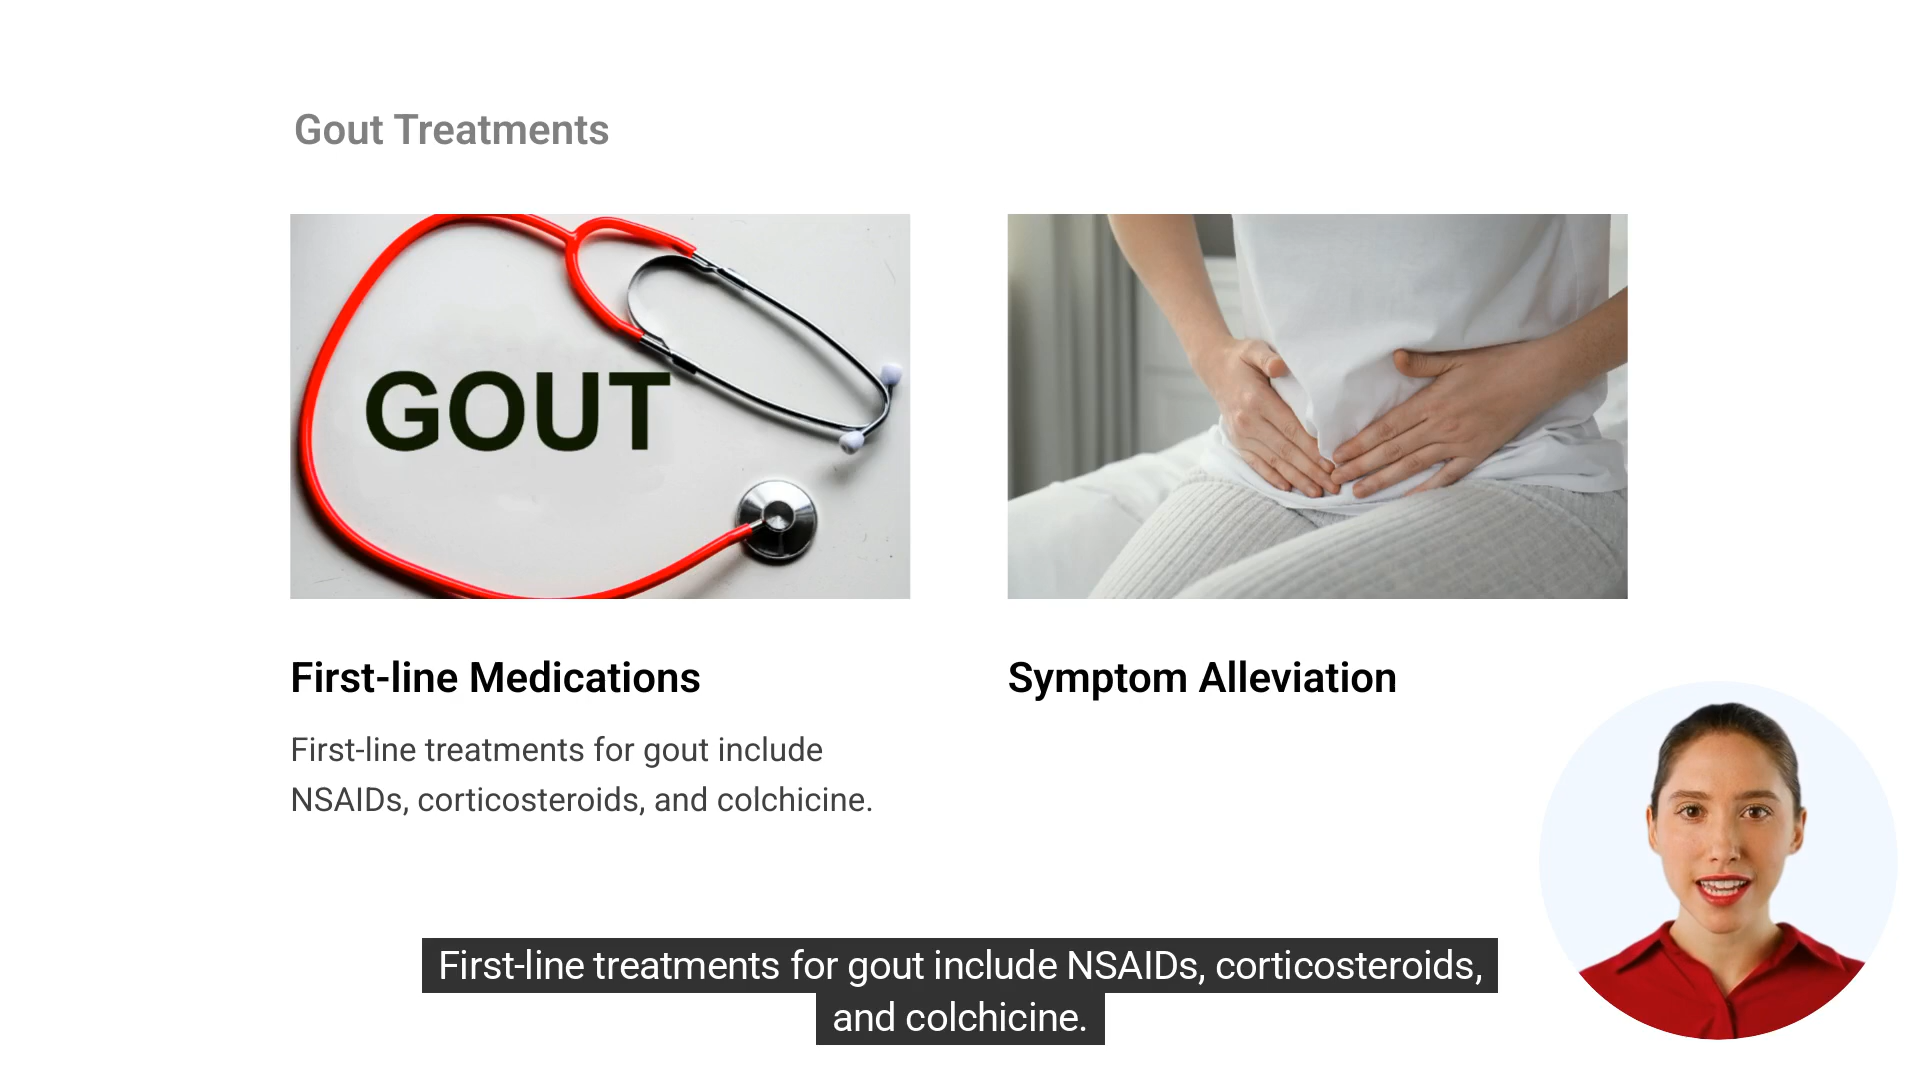 Gout Treatments
GOUT
First-line Medications
First-line treatments for gout include
NSAIDs, corticosteroids, and colchicine.
Symptom Alleviation
First-line treatments for gout include NSAIDs, corticosteroids,
and colchicine.